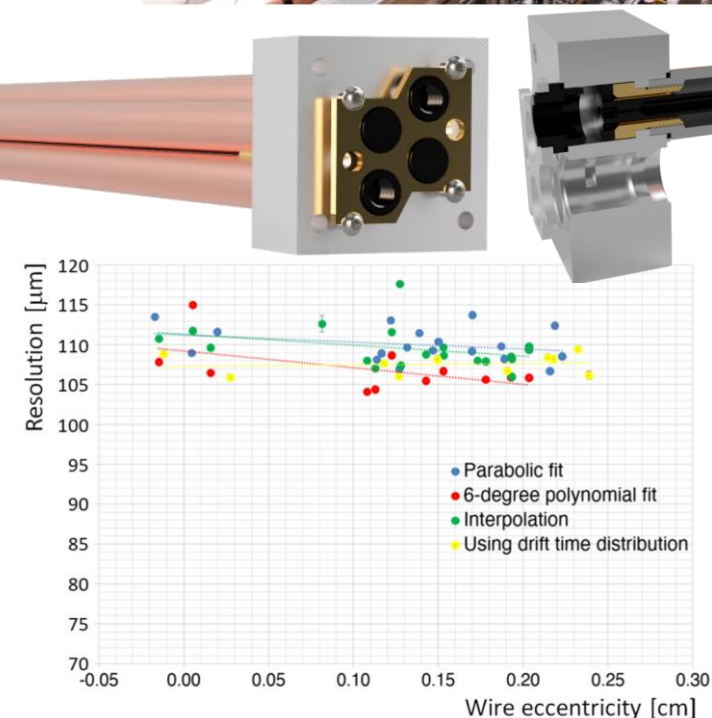 Resolution [μm]
120
115
110
105
100
95
90
85
80
75
70
Parabolic fit
6-degree polynomial fit
Interpolation
Using drift time distribution
-0.05 0.00 0.05 0.10 0.15 0.20 0.25 0.30
Wire eccentricity [cm]